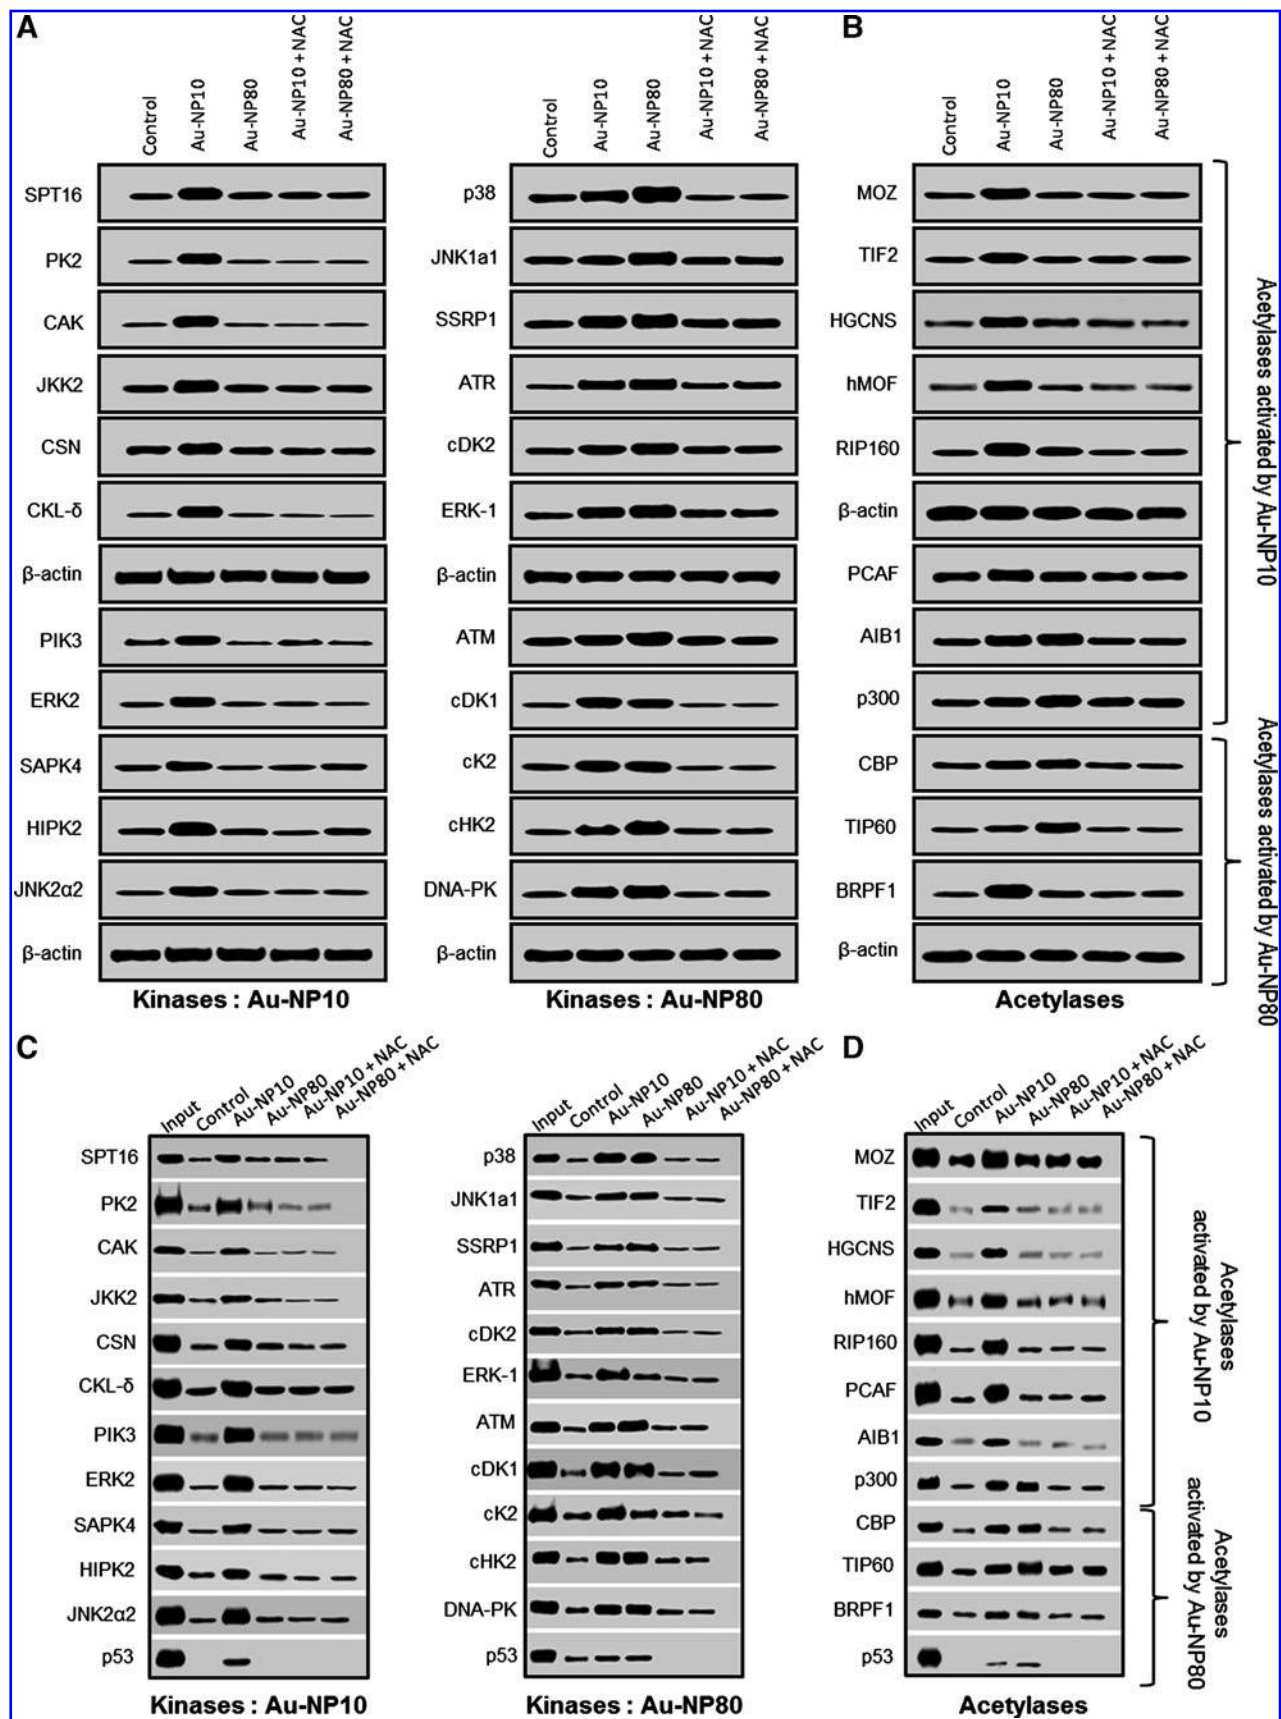 A
Control
Au-NP10
Au-NP80
Au-NP10 + NAC
Au-NP80 + NAC
SPT16
PK2
CAK
JKK2
CSN
CKL-δ
β-actin
PIK3
ERK2
SAPK4
HIPK2
JNK2α2
β-actin
Kinases : Au-NP10
Control
Au-NP10
Au-NP80
Au-NP10 + NAC
Au-NP80 + NAC
p38
JNK1a1
SSRP1
ATR
cDK2
ERK-1
β-actin
ATM
cDK1
cK2
cHK2
DNA-PK
β-actin
Kinases : Au-NP80
B
Control
Au-NP10
Au-NP80
Au-NP10 + NAC
Au-NP80 + NAC
MOZ
TIF2
HGCNS
hMOF
RIP160
β-actin
PCAF
AIB1
p300
CBP
TIP60
BRPF1
β-actin
Acetylases
Acetylases activated by Au-NP10
Acetylases activated by Au-NP80
C
Input
Control
Au-NP10
Au-NP80
Au-NP10 + NAC
Au-NP80 + NAC
SPT16
PK2
CAK
JKK2
CSN
CKL-δ
PIK3
ERK2
SAPK4
HIPK2
JNK2α2
p53
Kinases : Au-NP10
Input
Control
Au-NP10
Au-NP80
Au-NP10 + NAC
Au-NP80 + NAC
p38
JNK1a1
SSRP1
ATR
cDK2
ERK-1
ATM
cDK1
cK2
cHK2
DNA-PK
p53
Kinases : Au-NP80
D
Input
Control
Au-NP10
Au-NP80
Au-NP10 + NAC
Au-NP80 + NAC
MOZ
TIF2
HGCNS
hMOF
RIP160
PCAF
AIB1
p300
CBP
TIP60
BRPF1
p53
Acetylases
Acetylases
activated by Au-NP10
Acetylases
activated by Au-NP80